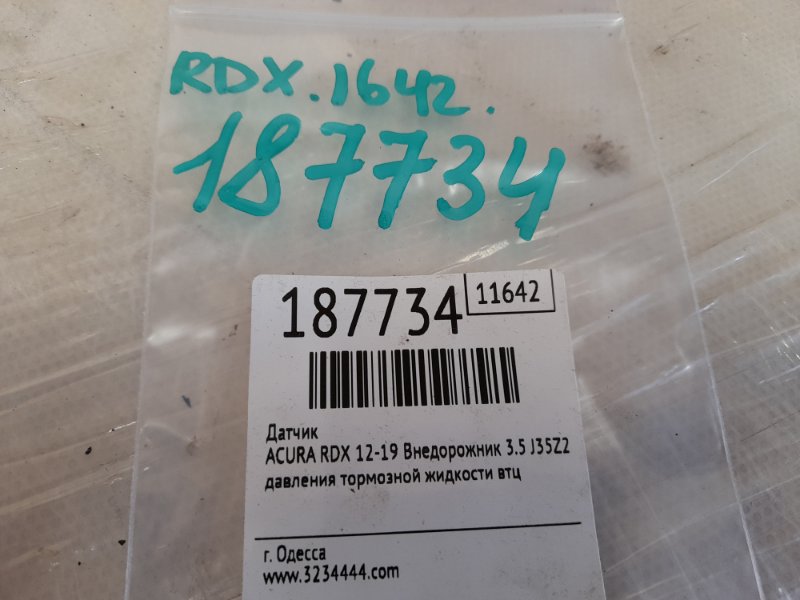 RDX.1642.
187734
187734
11642
Датчик
ACURA RDX 12-19 Внедорожник 3.5 J35Z2
давления тормозной жидкости втц
г. Одесса
www.3234444.com